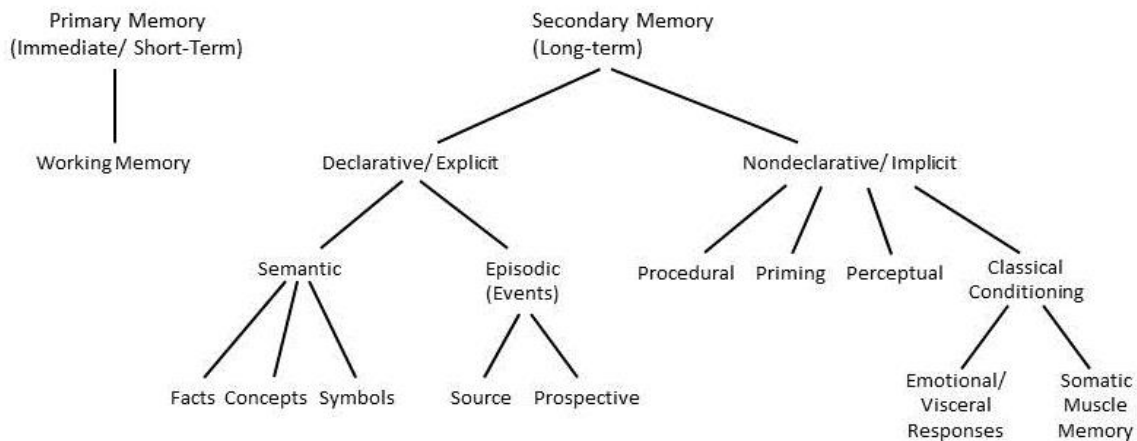 Primary Memory
(Immediate/ Short-Term)
Secondary Memory
(Long-term)
Working Memory
Declarative/ Explicit
Nondeclarative/ Implicit
Semantic
Episodic
(Events)
Procedural
Priming
Perceptual
Classical
Conditioning
Facts
Concepts
Symbols
Source
Prospective
Emotional/
Visceral
Responses
Somatic
Muscle
Memory